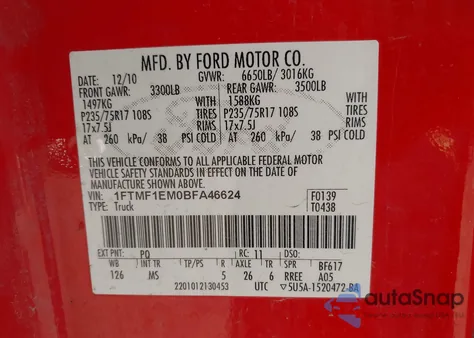 MFD. BY FORD MOTOR CO.
DATE: 12/10 GVWR: 6650LB/ 3016KG
FRONT GAWR: 3300LB REAR GAWR: 3500LB
1497KG WITH 1588KG WITH
P235/75R17 108S TIRES P235/75R17 108S TIRES
17x7.5J RIMS 17x7.5J RIMS
AT 260 kPa/ 38 PSI COLD AT 260 kPa/ 38 PSI COLD
THIS VEHICLE CONFORMS TO ALL APPLICABLE FEDERAL MOTOR
VEHICLE SAFETY STANDARDS AND THEFT PREVENTION STANDARD
IN EFFECT ON THE DATE OF MANUFACTURE SHOWN ABOVE.
VIN: 1FTMF1EM0BFA46624 F0139
TYPE: Truck T0438
EXT PNT: PQ RC: 11 DSO:
WB INT TR TP/PS R AXLE TR SPR BF617
126 MS 5 26 6 RREE A05
2201012130453 UTC ▽5U5A-1520472-BA
autoSnap